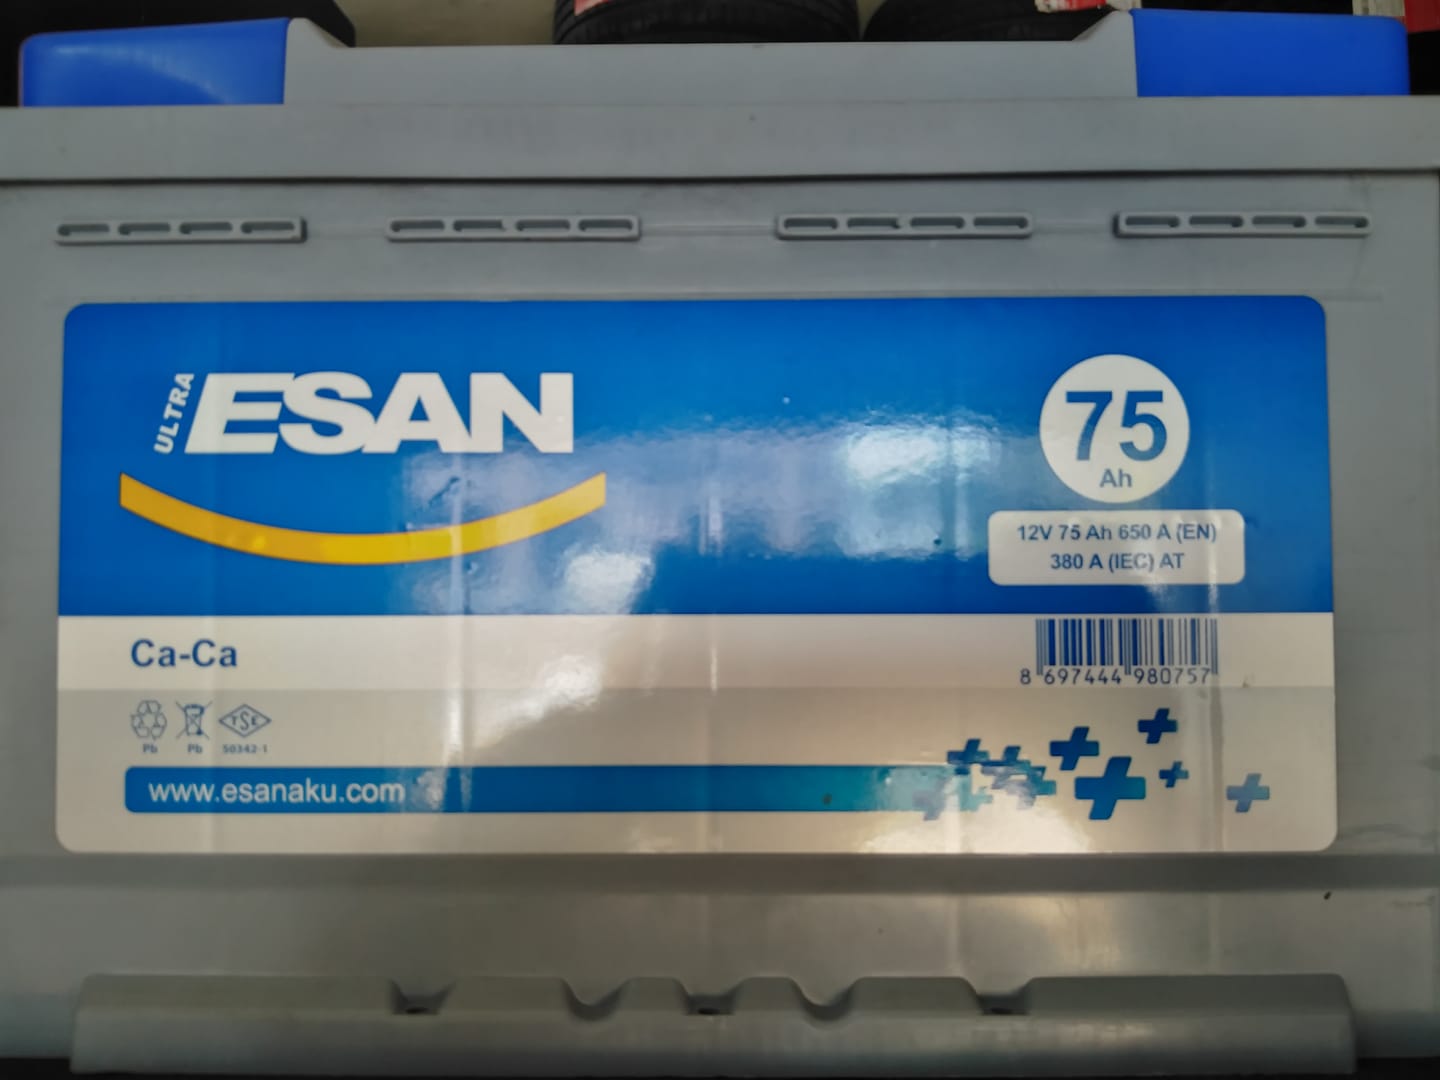 ULTRA
ESAN
75
Ah
12V 75 Ah 650 A (EN)
380 A (IEC) AT
Ca-Ca
8 697444 980757
Pb
Pb
TSE
50342-1
www.esanaku.com